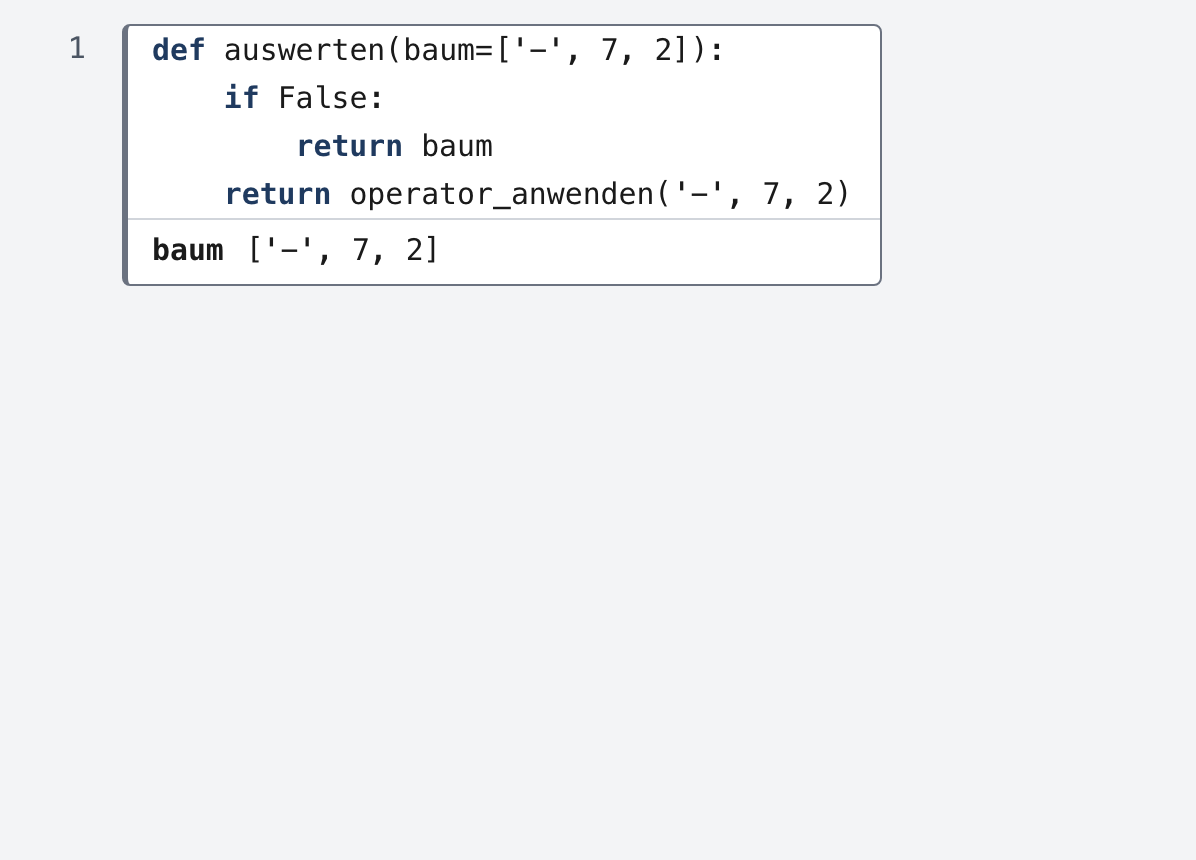 1
def auswerten(baum=['-', 7, 2]):
    if False:
        return baum
    return operator_anwenden('-', 7, 2)
baum ['-', 7, 2]